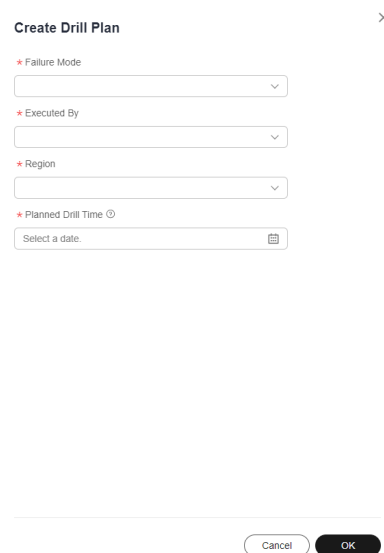 Create Drill Plan
* Failure Mode
* Executed By
* Region
* Planned Drill Time
Select a date.
Cancel OK